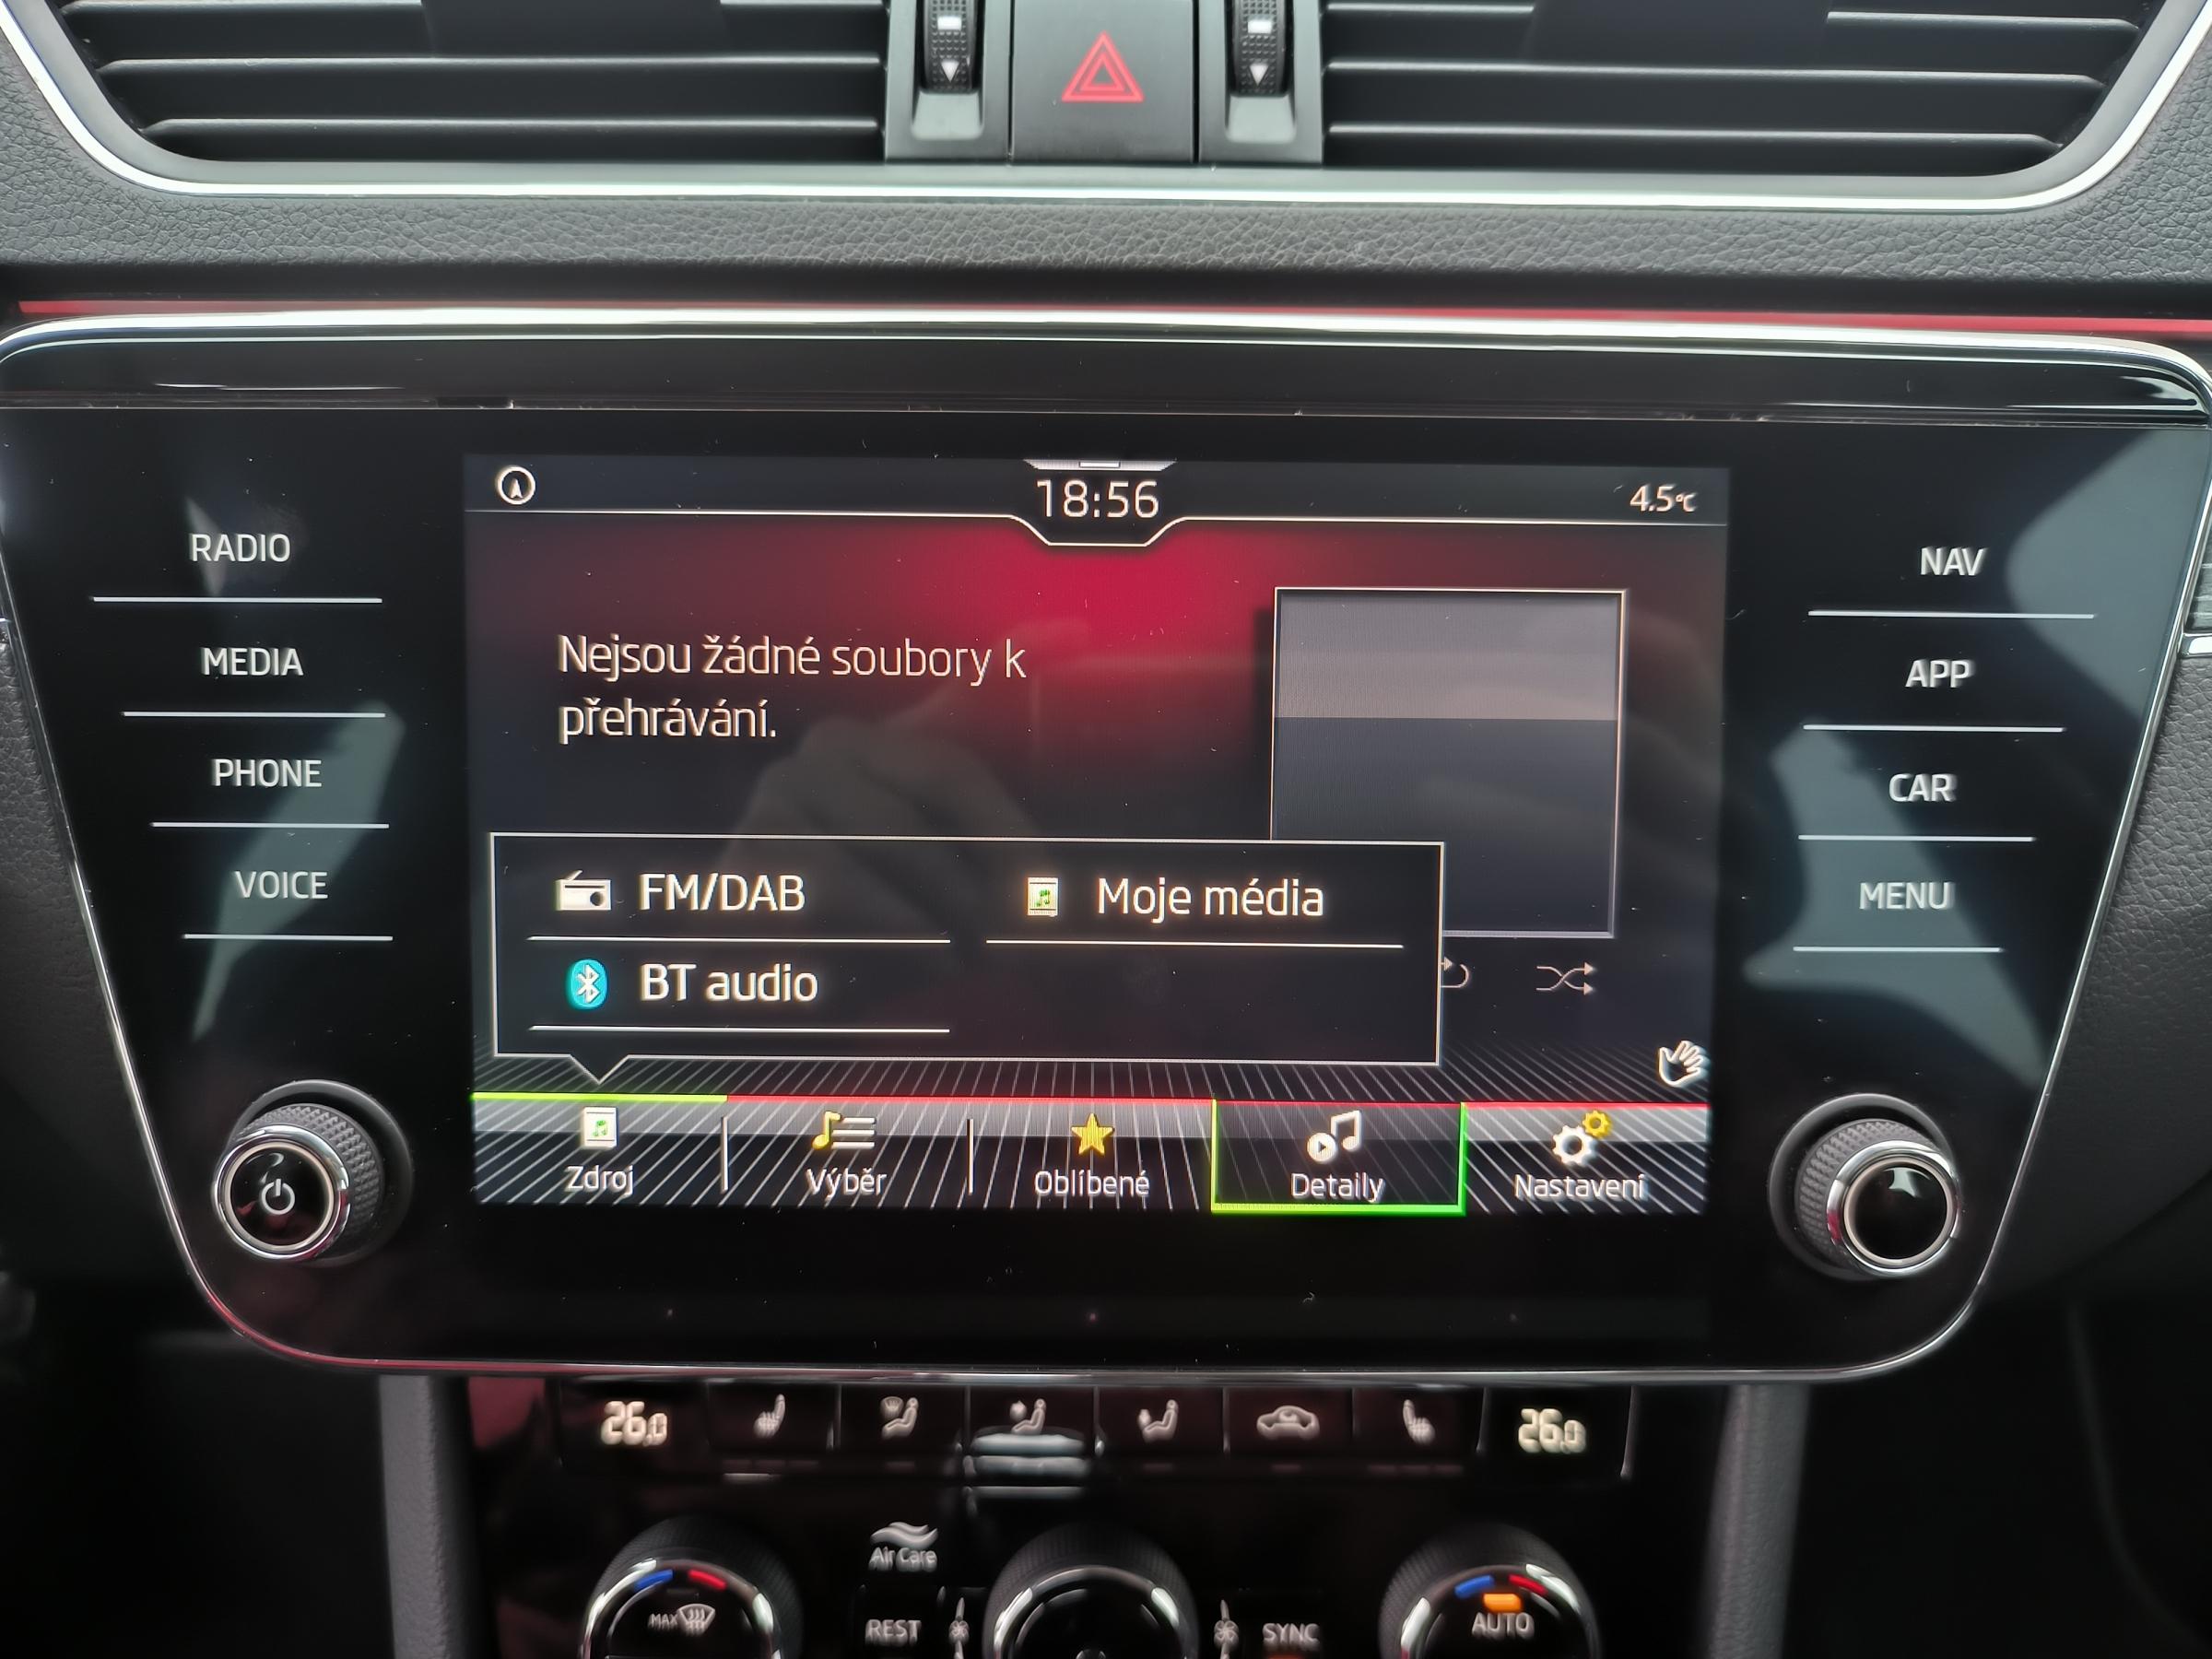 18:56
4.5°C
RADIO
MEDIA
PHONE
VOICE
NAV
APP
CAR
MENU
Nejsou žádné soubory k
přehrávání.
FM/DAB
Moje média
BT audio
Zdroj
Výběr
Oblíbené
Detaily
Nastavení
26.0
26.0
Air Care
MAX
REST
SYNC
AUTO